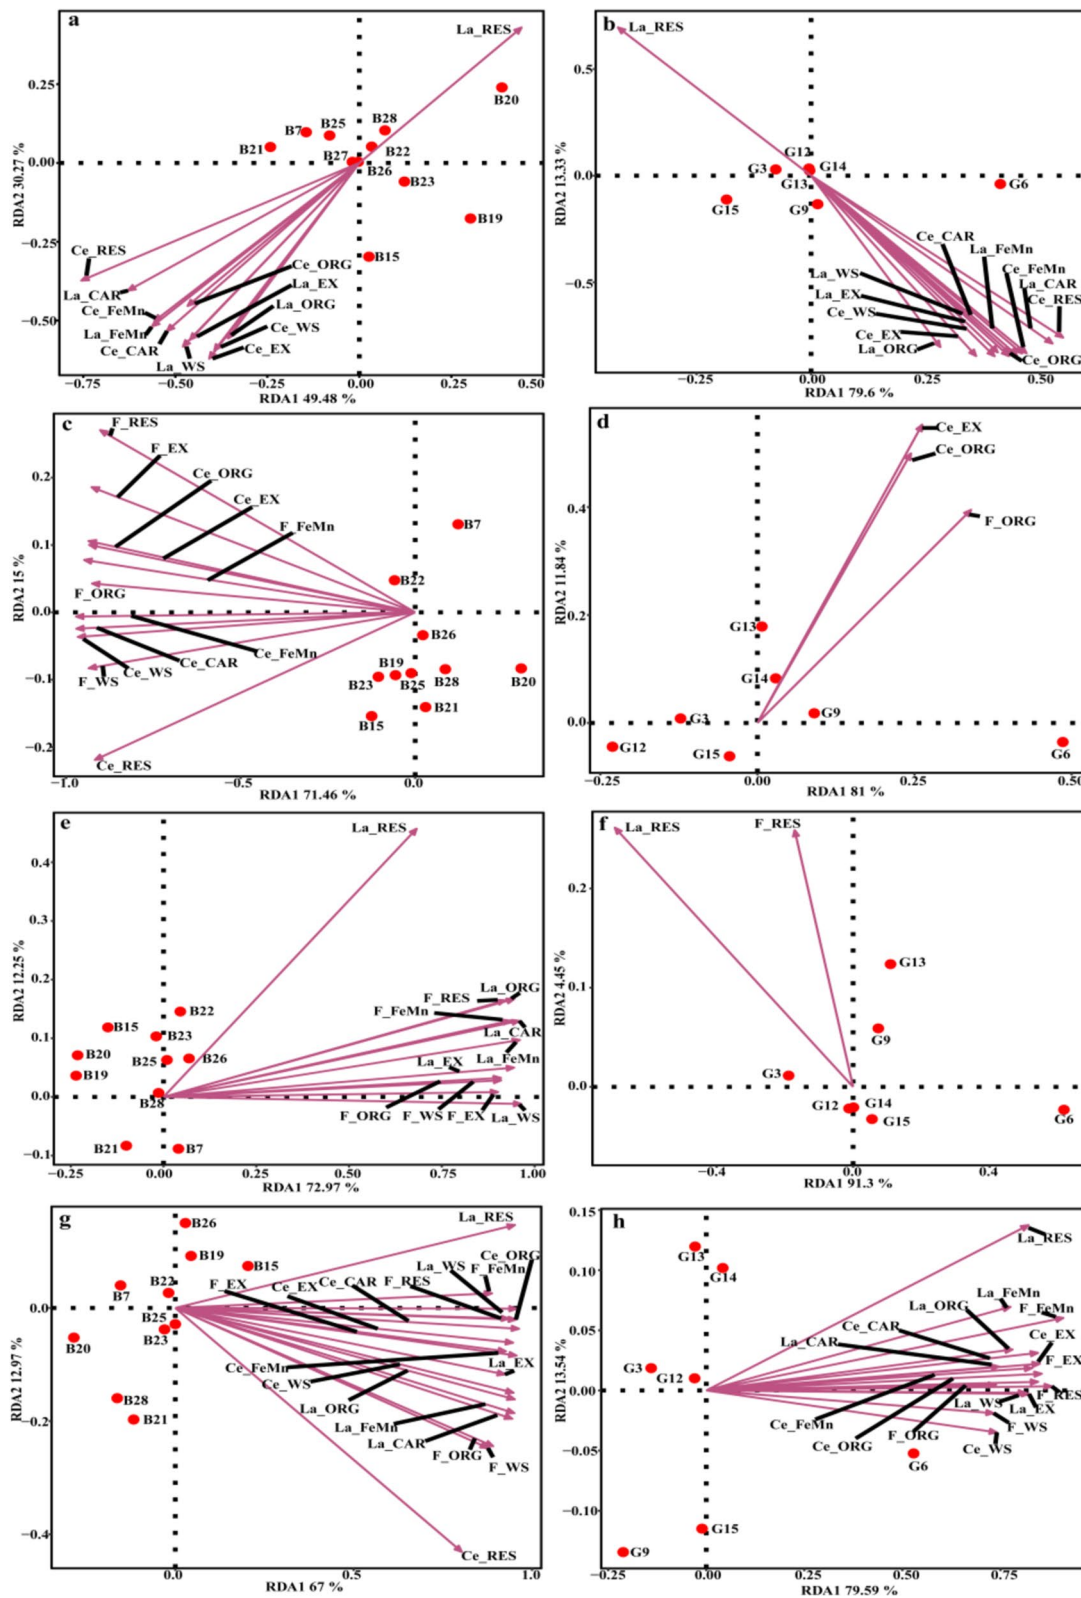 a
La_RES
B20
B28
B25
B7
B21
B22
B27
B26
B23
B19
B15
Ce_RES
La_CAR
Ce_FeMn
La_FeMn
Ce_CAR
La_WS
Ce_ORG
La_EX
La_ORG
Ce_WS
Ce_EX
0.25
0.00
−0.25
−0.50
−0.75
−0.50
−0.25
0.00
0.25
0.50
RDA2 30.27 %
RDA1 49.48 %
b
La_RES
G12
G3
G14
G13
G15
G9
G6
Ce_CAR
La_FeMn
La_WS
Ce_FeMn
La_EX
La_CAR
Ce_WS
Ce_RES
Ce_EX
La_ORG
Ce_ORG
0.5
0.0
−0.5
−0.25
0.00
0.25
0.50
RDA2 13.33 %
RDA1 79.6 %
c
F_RES
F_EX
Ce_ORG
Ce_EX
F_FeMn
F_ORG
Ce_FeMn
Ce_CAR
Ce_WS
F_WS
Ce_RES
B7
B22
B26
B19
B23
B25
B28
B20
B21
B15
0.2
0.1
0.0
−0.1
−0.2
−1.0
−0.5
0.0
RDA2 15 %
RDA1 71.46 %
d
Ce_EX
Ce_ORG
F_ORG
G13
G14
G3
G9
G12
G15
G6
0.4
0.2
0.0
−0.25
0.00
0.25
0.50
RDA2 11.84 %
RDA1 81 %
e
La_RES
La_ORG
F_RES
F_FeMn
La_CAR
La_FeMn
La_EX
F_ORG
F_WS
F_EX
La_WS
B22
B15
B23
B20
B25
B26
B19
B28
B21
B7
0.4
0.3
0.2
0.1
0.0
−0.1
−0.25
0.00
0.25
0.50
0.75
1.00
RDA2 12.25 %
RDA1 72.97 %
f
La_RES
F_RES
G13
G9
G3
G12
G14
G15
G6
0.2
0.0
−0.4
0.0
0.4
RDA2 4.45 %
RDA1 91.3 %
g
B26
La_RES
B19
B15
B22
B7
B25
B23
B20
B28
B21
Ce_ORG
La_WS
F_FeMn
F_RES
Ce_CAR
Ce_EX
F_EX
Ce_FeMn
Ce_WS
La_EX
La_ORG
La_FeMn
La_CAR
F_ORG
F_WS
Ce_RES
0.0
−0.2
−0.4
0.0
0.5
1.0
RDA2 12.97 %
RDA1 67 %
h
G13
G14
La_RES
La_FeMn
La_ORG
F_FeMn
Ce_CAR
Ce_EX
La_CAR
F_EX
G3
G12
F_RES
La_WS
La_EX
Ce_FeMn
F_WS
Ce_ORG
F_ORG
Ce_WS
G6
G15
G9
0.15
0.10
0.05
0.00
−0.05
−0.10
−0.25
0.00
0.25
0.50
0.75
RDA2 13.54 %
RDA1 79.59 %